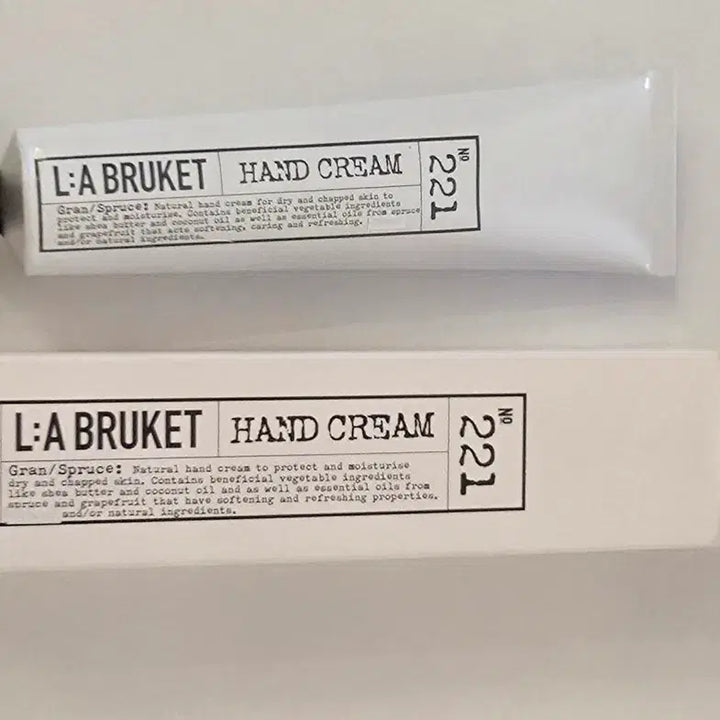 L:A BRUKET
HAND CREAM
No 221
Gran/Spruce: Natural hand cream for dry and chapped skin to
protect and moisturise. Contains beneficial vegetable ingredients
like shea butter and coconut oil as well as essential oils from spruce
and grapefruit that acts softening, caring and refreshing.
and/or natural ingredients.
L:A BRUKET
HAND CREAM
No 221
Gran/Spruce: Natural hand cream to protect and moisturise
dry and chapped skin. Contains beneficial vegetable ingredients
like shea butter and coconut oil and as well as essential oils from
spruce and grapefruit that have softening and refreshing properties.
and/or natural ingredients.